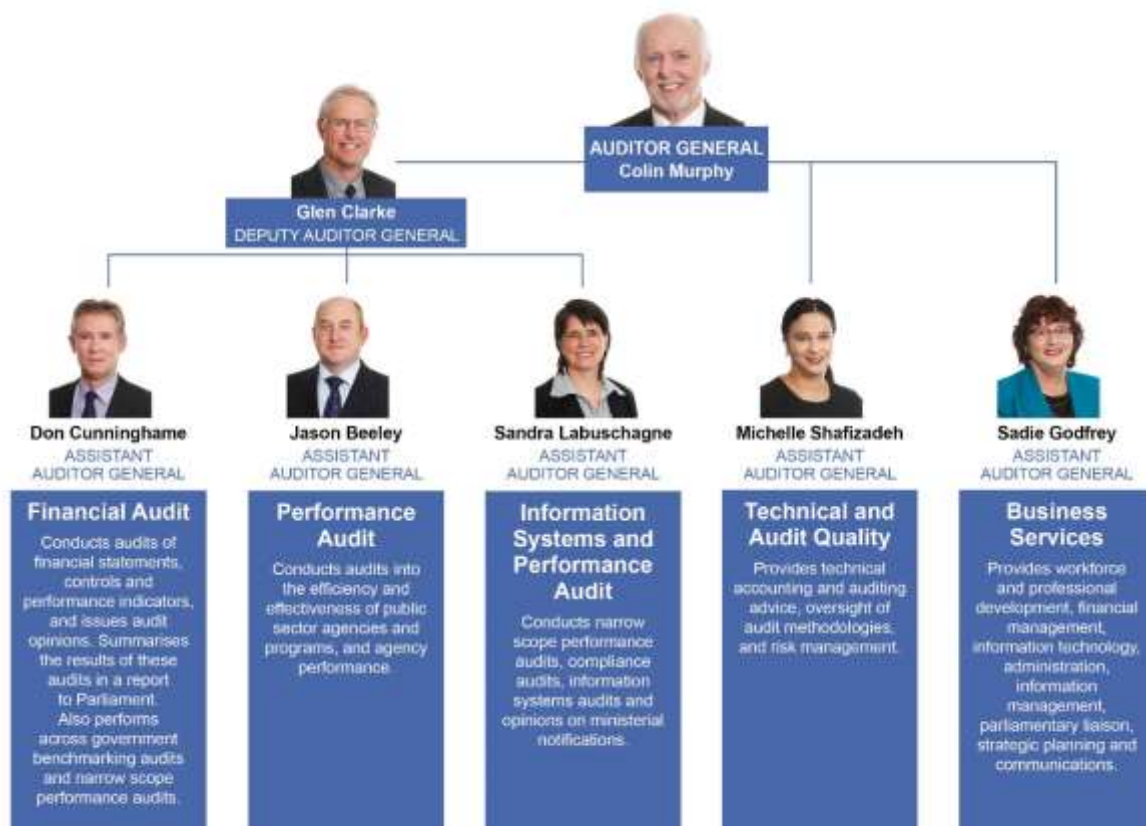 AUDITOR GENERAL
Colin Murphy
Glen Clarke
DEPUTY AUDITOR GENERAL
Don Cunninghame
ASSISTANT
AUDITOR GENERAL
Financial Audit
Conducts audits of
financial statements,
controls and
performance indicators,
and issues audit
opinions. Summarises
the results of these
audits in a report
to Parliament.
Also performs
across government
benchmarking audits
and narrow scope
performance audits.
Jason Beeley
ASSISTANT
AUDITOR GENERAL
Performance
Audit
Conducts audits into
the efficiency and
effectiveness of public
sector agencies and
programs, and agency
performance.
Sandra Labuschagne
ASSISTANT
AUDITOR GENERAL
Information
Systems and
Performance
Audit
Conducts narrow
scope performance
audits, compliance
audits, information
systems audits and
opinions on ministerial
notifications.
Michelle Shafizadeh
ASSISTANT
AUDITOR GENERAL
Technical and
Audit Quality
Provides technical
accounting and auditing
advice, oversight of
audit methodologies,
and risk management.
Sadie Godfrey
ASSISTANT
AUDITOR GENERAL
Business
Services
Provides workforce
and professional
development, financial
management,
information technology,
administration,
information
management,
parliamentary liaison,
strategic planning and
communications.